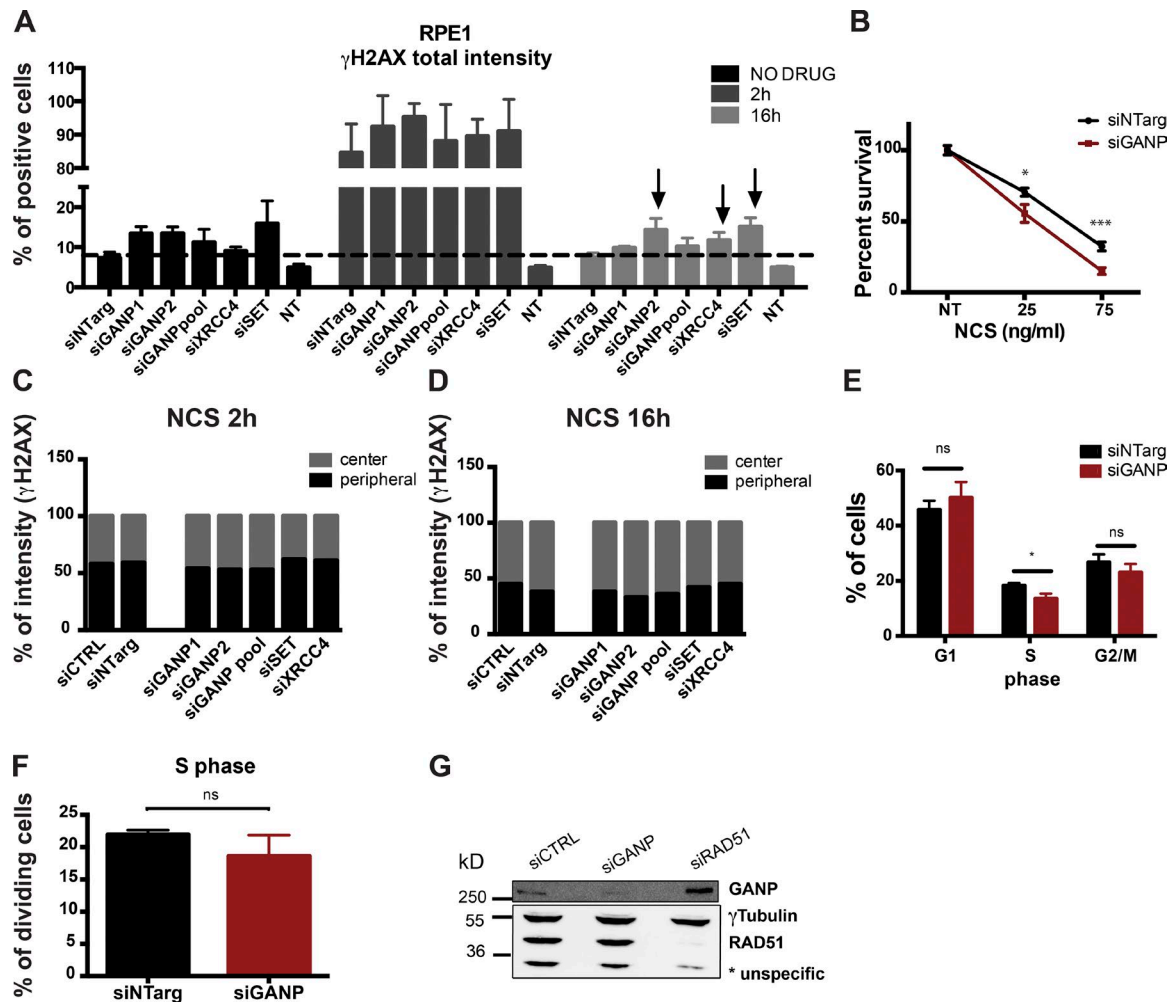 A
RPE1
γH2AX total intensity
% of positive cells
110
100
90
80
20
10
0
NO DRUG
2h
16h
siNTarg
siGANP1
siGANP2
siGANPpool
siXRCC4
siSET
NT
siNTarg
siGANP1
siGANP2
siGANPpool
siXRCC4
siSET
NT
siNTarg
siGANP1
siGANP2
siGANPpool
siXRCC4
siSET
NT
B
siNTarg
siGANP
Percent survival
100
50
0
*
***
NT
25
75
NCS (ng/ml)
C
NCS 2h
% of intensity (γH2AX)
150
100
50
0
center
peripheral
siCTRL
siNTarg
siGANP1
siGANP2
siGANP pool
siSET
siXRCC4
D
NCS 16h
% of intensity (γH2AX)
150
100
50
0
center
peripheral
siCTRL
siNTarg
siGANP1
siGANP2
siGANP pool
siSET
siXRCC4
E
siNTarg
siGANP
% of cells
60
40
20
0
ns
*
ns
G1
S
G2/M
phase
F
S phase
ns
% of dividing cells
25
20
15
10
5
0
siNTarg
siGANP
G
kD
siCTRL
siGANP
siRAD51
250
55
36
GANP
γTubulin
RAD51
* unspecific